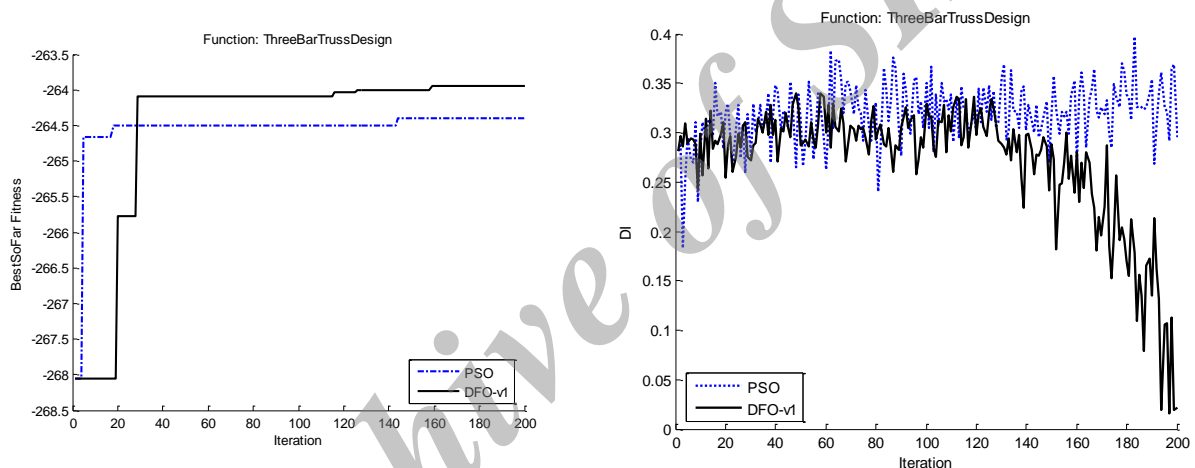 Function: ThreeBarTrussDesign
-263.5
-264
-264.5
-265
-265.5
-266
-266.5
-267
-267.5
-268
-268.5
BestSoFar Fitness
0 20 40 60 80 100 120 140 160 180 200
Iteration
PSO
DFO-v1
Function: ThreeBarTrussDesign
0.4
0.35
0.3
0.25
0.2
0.15
0.1
0.05
0
DI
0 20 40 60 80 100 120 140 160 180 200
Iteration
PSO
DFO-v1
hive of